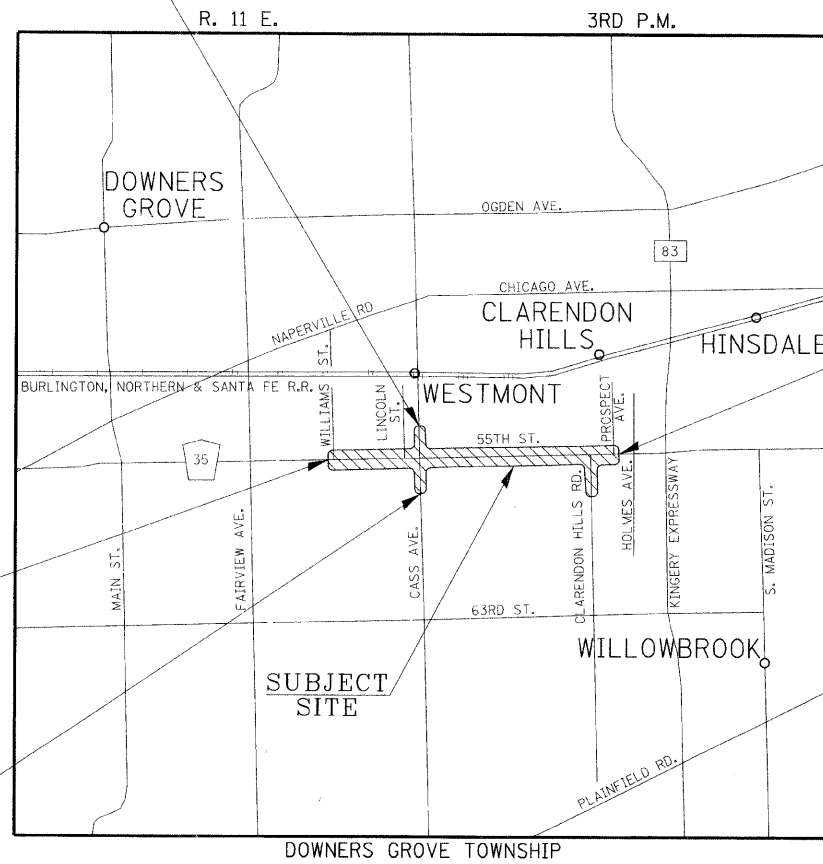 R. 11 E.
3RD P.M.
DOWNERS
GROVE
OGDEN AVE.
83
CHICAGO AVE.
CLARENDON
HILLS
NAPERVILLE RD
HINSDALE
BURLINGTON, NORTHERN & SANTA FE R.R.
WILLIAMS ST.
LINCOLN
ST.
WESTMONT
PROSPECT
AVE.
55TH ST.
35
MAIN ST.
FAIRVIEW AVE.
CASS AVE.
CLARENDON HILLS RD.
HOLMES AVE.
KINGERY EXPRESSWAY
S. MADISON ST.
63RD ST.
WILLOWBROOK
SUBJECT
SITE
PLAINFIELD RD.
DOWNERS GROVE TOWNSHIP